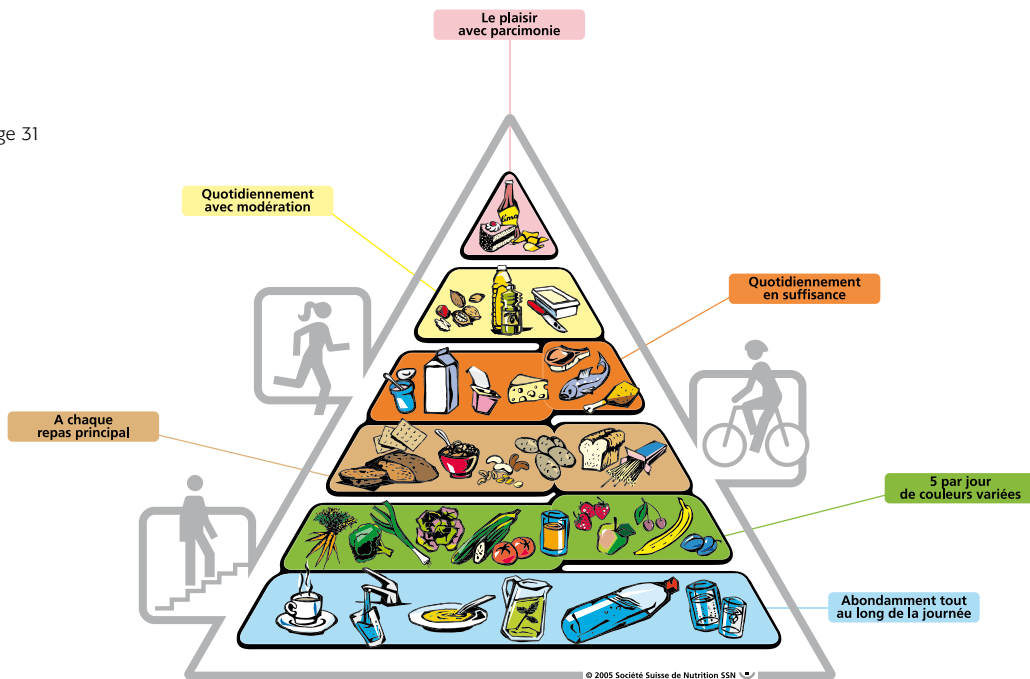 Le plaisir
avec parcimonie
ge 31
Quotidiennement
avec modération
limo
Quotidiennement
en suffisance
A chaque
repas principal
5 par jour
de couleurs variées
Abondamment tout
au long de la journée
© 2005 Société Suisse de Nutrition SSN